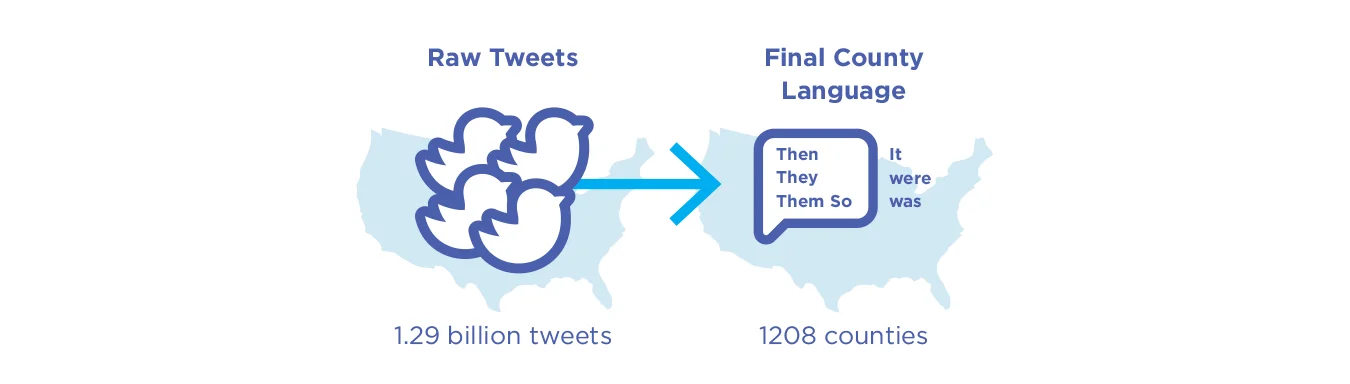 Raw Tweets
Final County
Language
Then
They
Them So
It
were
was
1.29 billion tweets
1208 counties